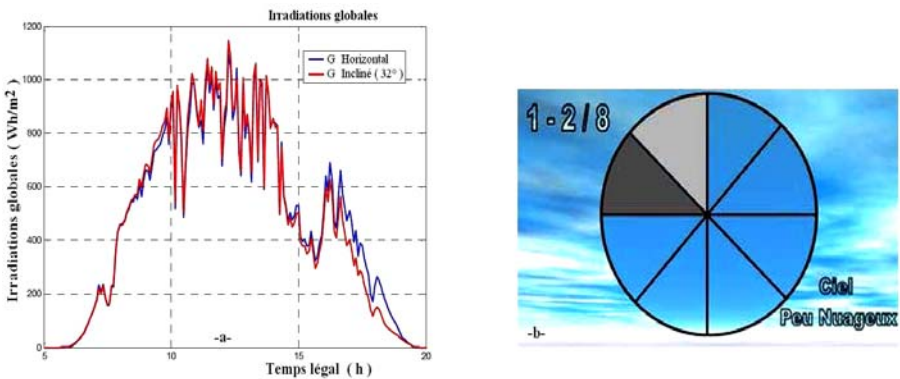 Irradiations globales
1200
1000
800
600
400
200
0
Irradiations globales ( Wh/m² )
G Horizontal
G Incliné ( 32° )
-a-
5
10
15
20
Temps légal ( h )
1 - 2 / 8
Ciel
Peu Nuageux
-b-